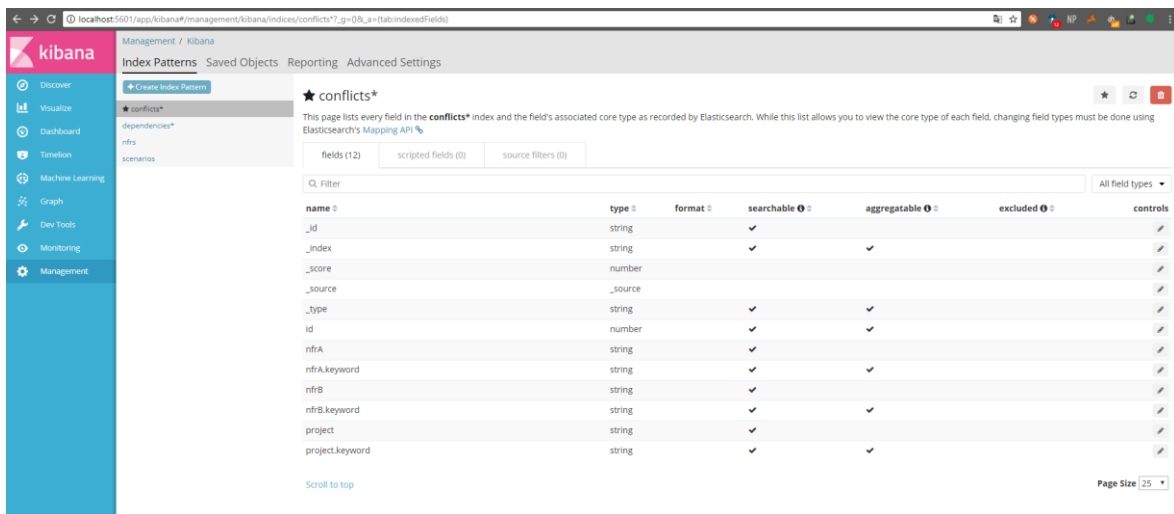 localhost:5601/app/kibana#/management/kibana/indices/conflicts*?_g=()&_a=(tab:indexedFields)
NP
kibana
Discover
Visualize
Dashboard
Timelion
Machine Learning
Graph
Dev Tools
Monitoring
Management
Management / Kibana
Index Patterns Saved Objects Reporting Advanced Settings
+ Create Index Pattern
★ conflicts*
dependencies*
nfrs
scenarios
★ conflicts*
This page lists every field in the conflicts* index and the field's associated core type as recorded by Elasticsearch. While this list allows you to view the core type of each field, changing field types must be done using
Elasticsearch's Mapping API
fields (12) scripted fields (0) source filters (0)
Filter All field types
name type format searchable aggregatable excluded controls
_id string
_index string
_score number
_source _source
_type string
id number
nfrA string
nfrA.keyword string
nfrB string
nfrB.keyword string
project string
project.keyword string
Scroll to top Page Size 25